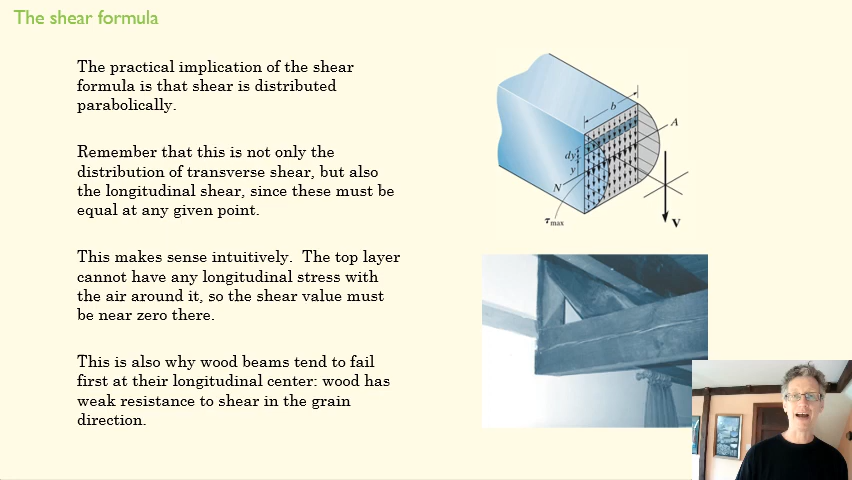 The shear formula
The practical implication of the shear
formula is that shear is distributed
parabolically.
Remember that this is not only the
distribution of transverse shear, but also
the longitudinal shear, since these must be
equal at any given point.
This makes sense intuitively.  The top layer
cannot have any longitudinal stress with
the air around it, so the shear value must
be near zero there.
This is also why wood beams tend to fail
first at their longitudinal center: wood has
weak resistance to shear in the grain
direction.
b
A
dy
y
N
τmax
V